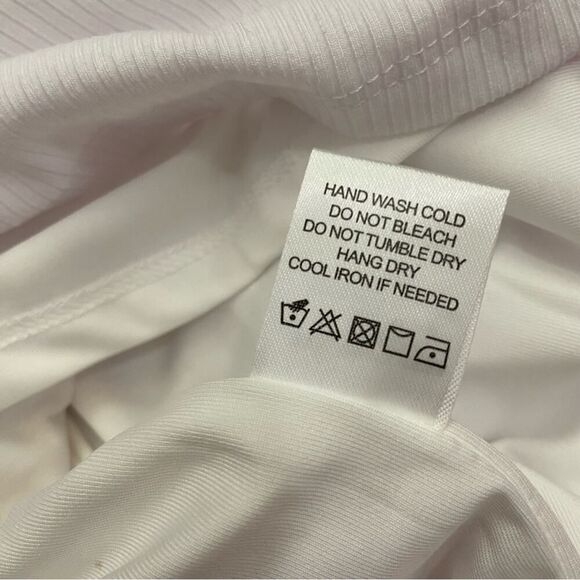 HAND WASH COLD
DO NOT BLEACH
DO NOT TUMBLE DRY
HANG DRY
COOL IRON IF NEEDED